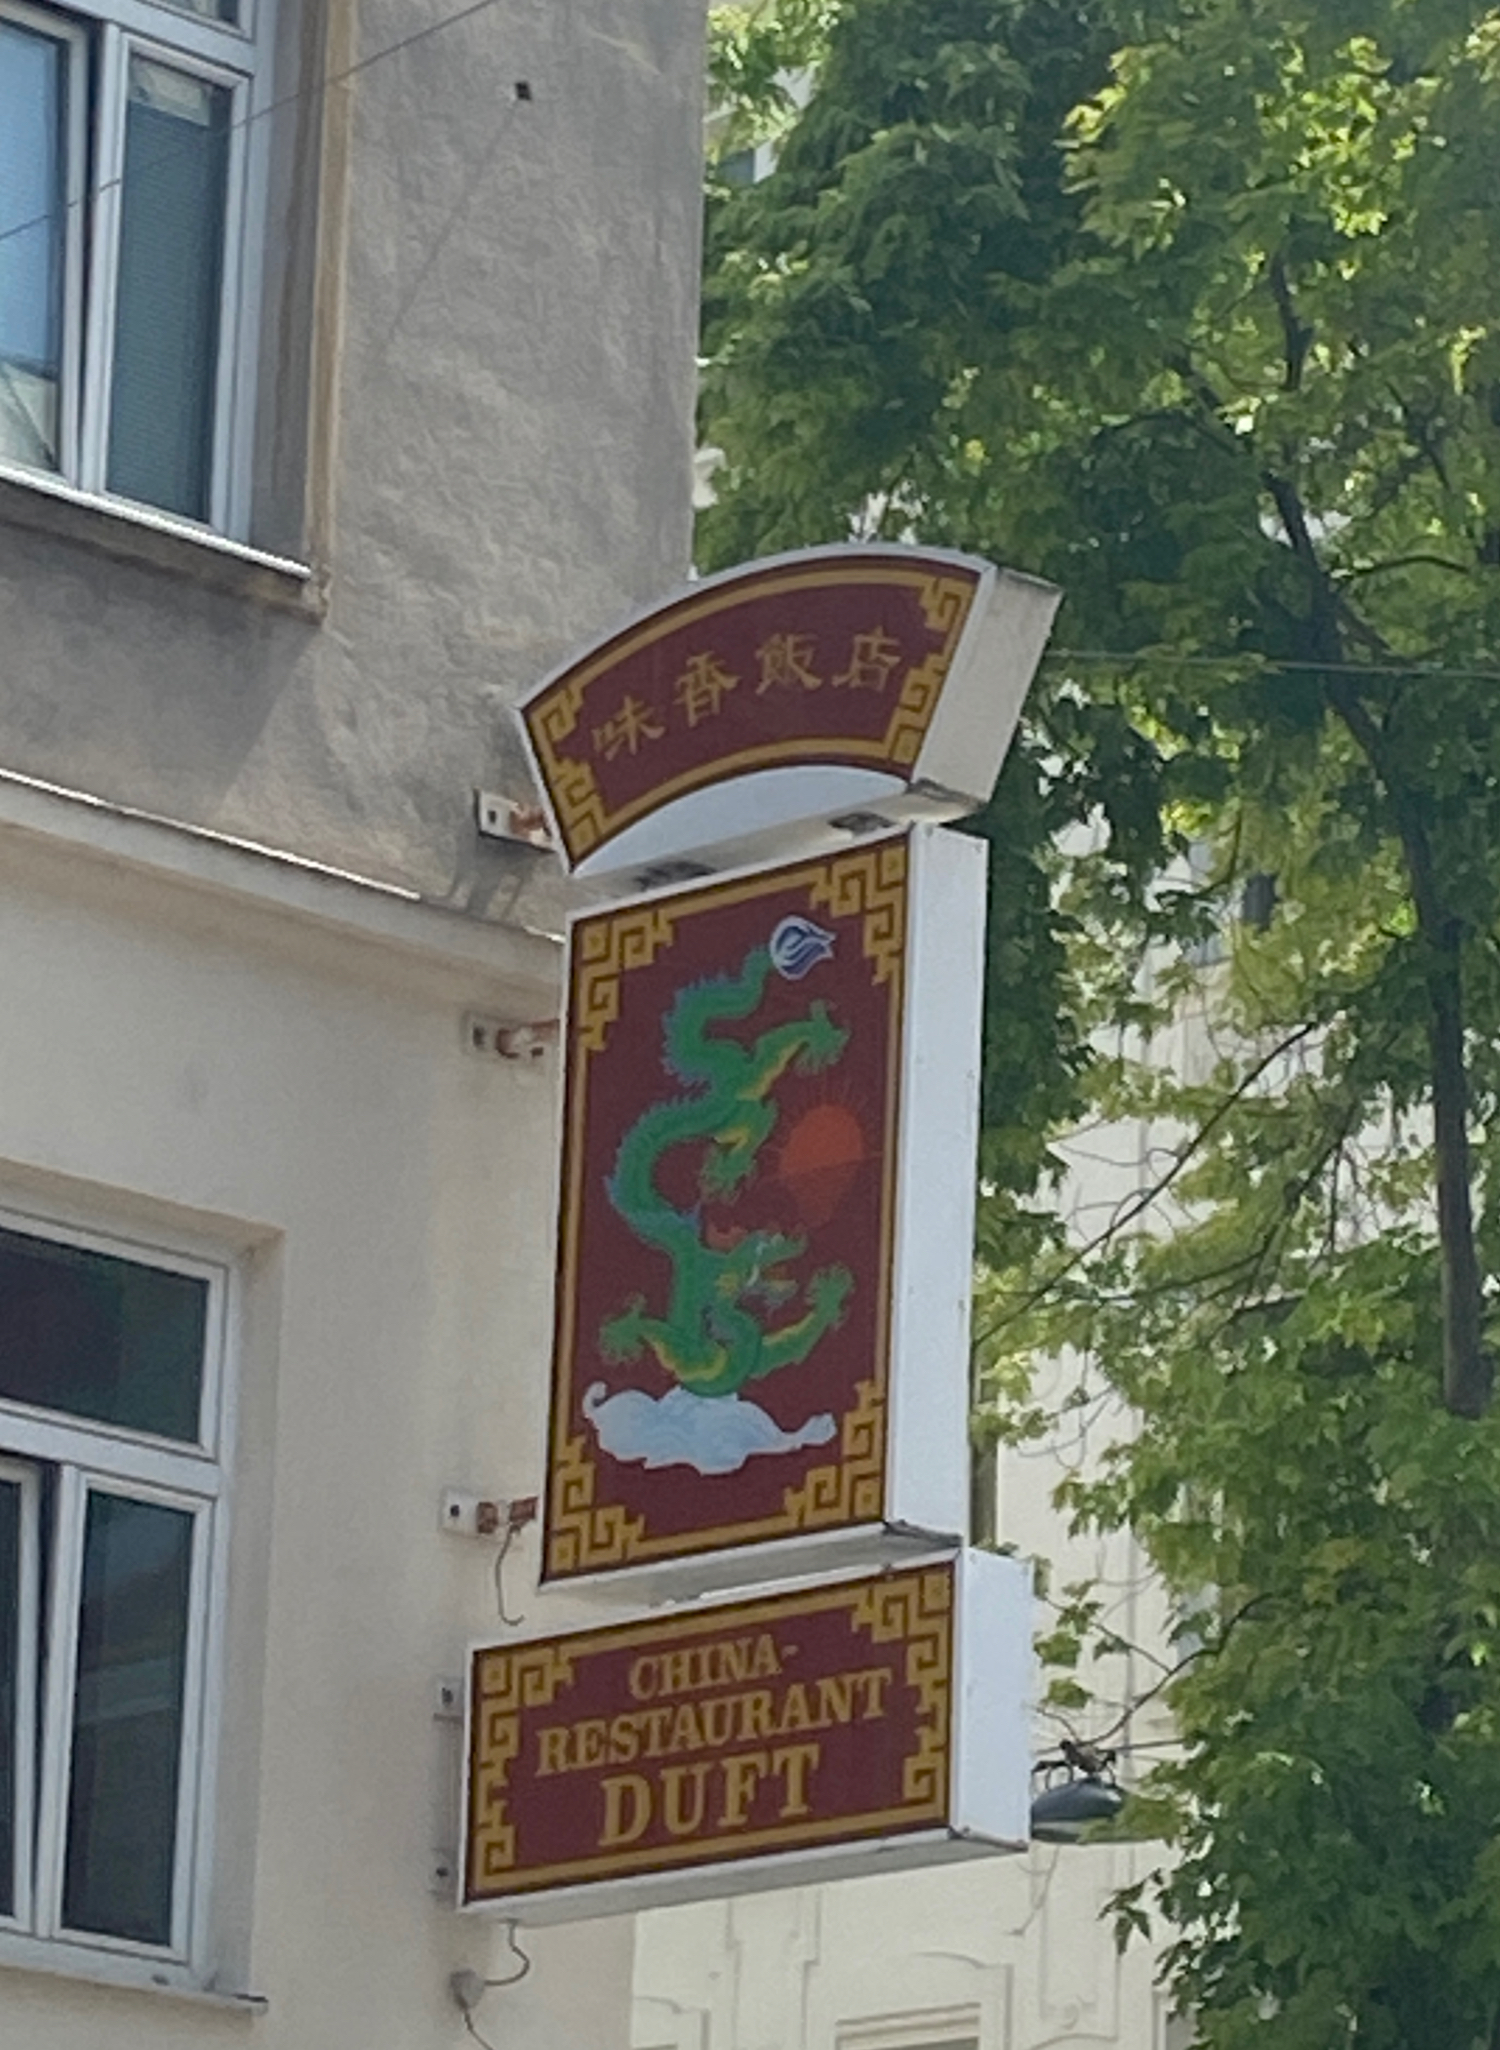 味香飯店
CHINA-
RESTAURANT
DUFT